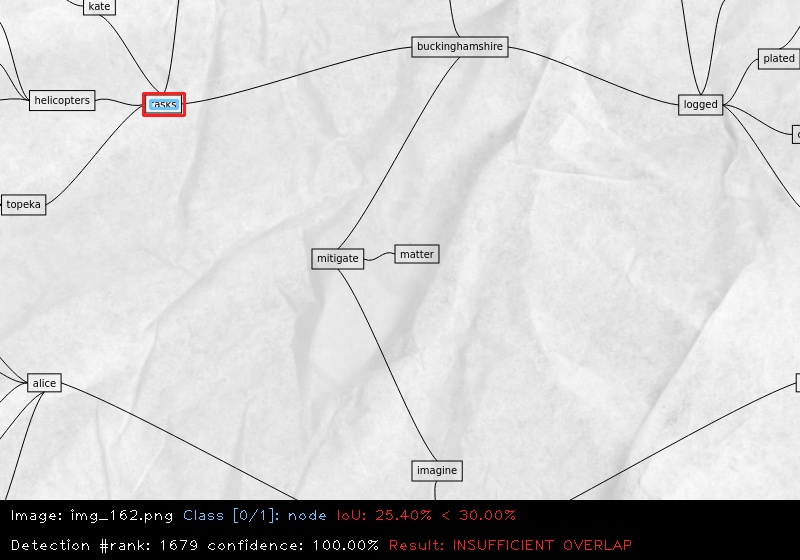 kate
buckinghamshire
plated
helicopters
tasks
logged
topeka
mitigate
matter
alice
imagine
Image: img_162.png Class [0/1]: node IoU: 25.40% < 30.00%
Detection #rank: 1679 confidence: 100.00% Result: INSUFFICIENT OVERLAP